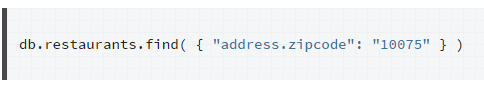 db.restaurants.find( { "address.zipcode": "10075" } )